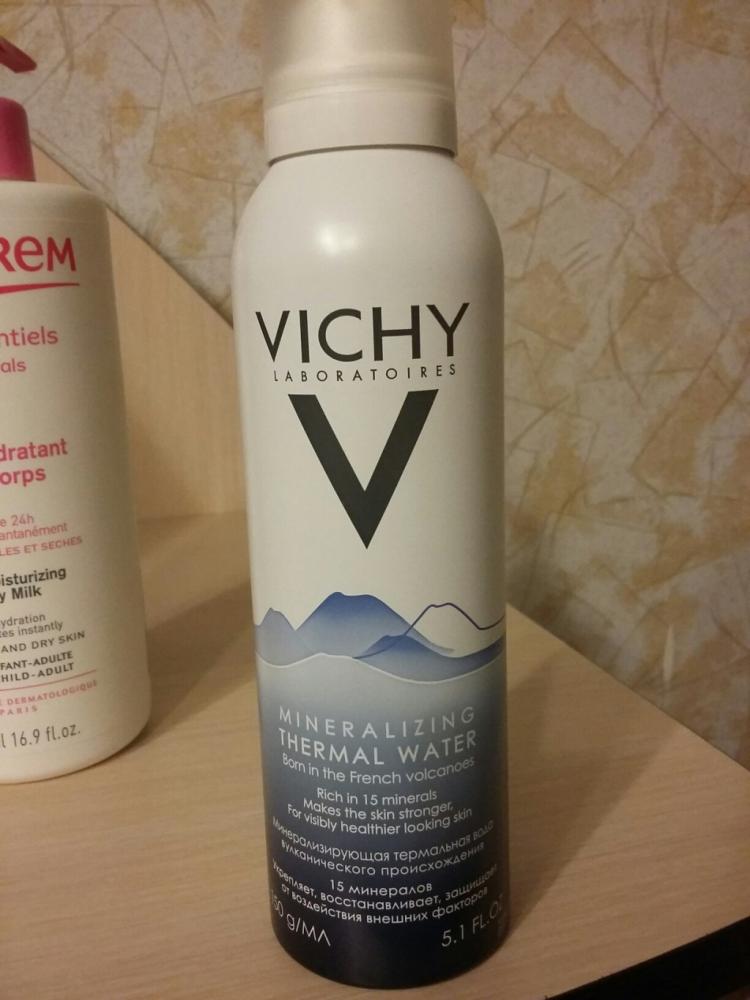 VICHY
LABORATOIRES
MINERALIZING
THERMAL WATER
Born in the French volcanoes
Rich in 15 minerals
Makes the skin stronger,
For visibly healthier looking skin
Минерализирующая термальная вода
вулканического происхождения
15 минералов
Укрепляет, восстанавливает, защищает
от воздействия внешних факторов
g/мл
5.1 FL.OZ
REM
ntiels
als
dratant
orps
e 24h
antanément
LES ET SECHES
isturizing
y Milk
ydration
tes instantly
AND DRY SKIN
FANT-ADULTE
HILD-ADULT
E DERMATOLOGIQUE
PARIS
l 16.9 fl.oz.